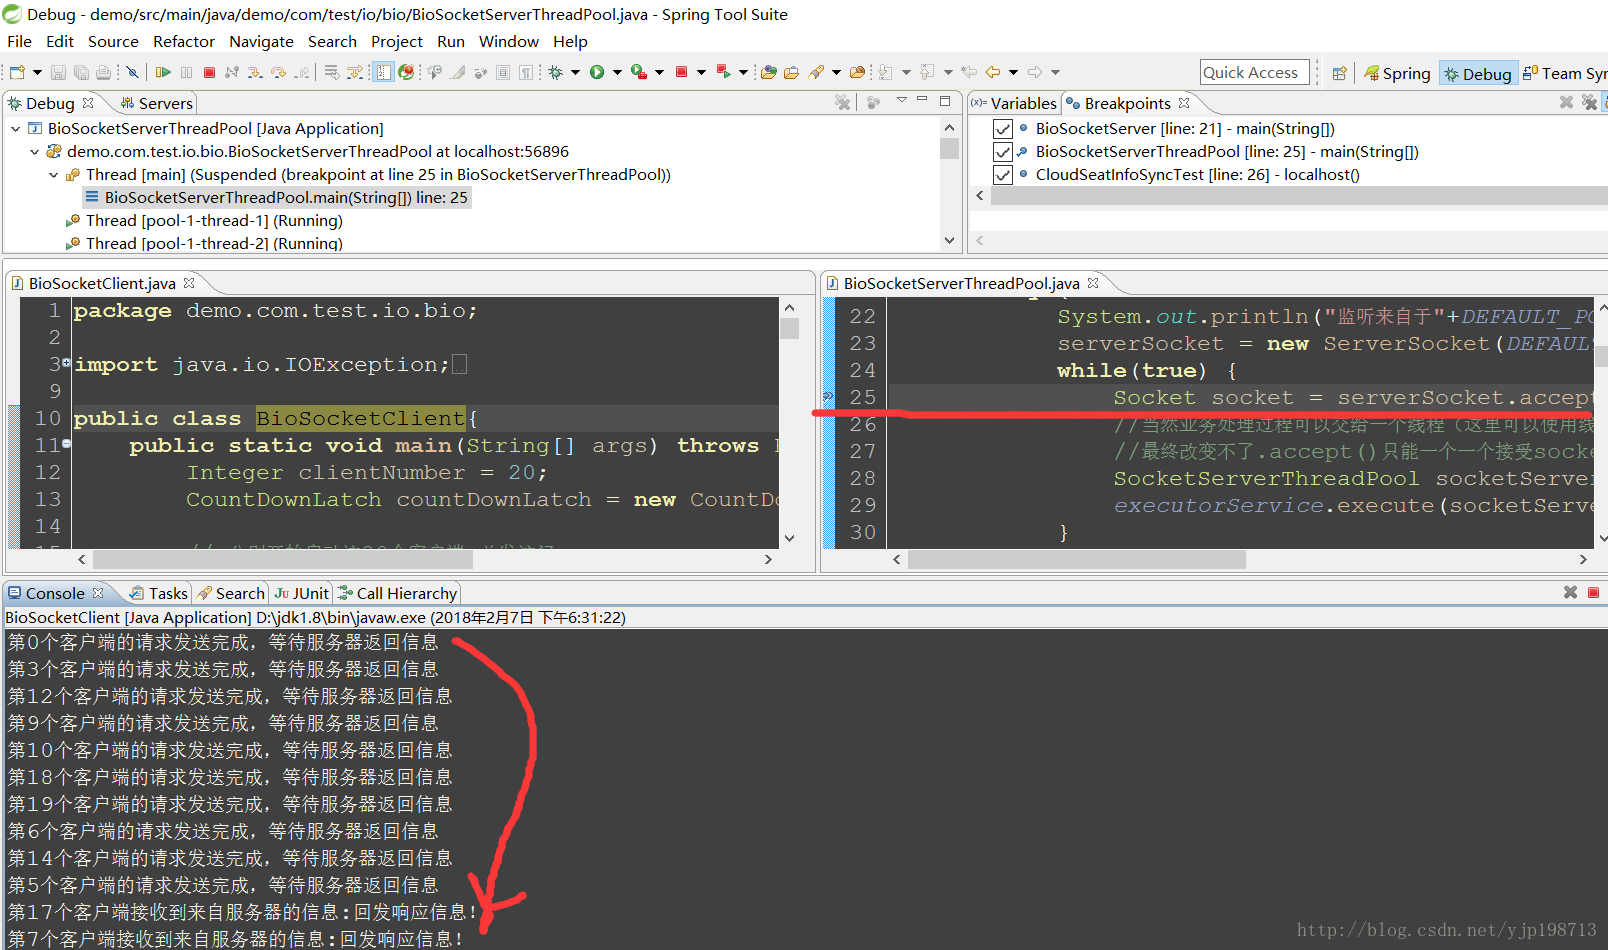 Debug - demo/src/main/java/demo/com/test/io/bio/BioSocketServerThreadPool.java - Spring Tool Suite
File Edit Source Refactor Navigate Search Project Run Window Help
Quick Access Spring Debug Team Syn
Debug Servers
BioSocketServerThreadPool [Java Application]
demo.com.test.io.bio.BioSocketServerThreadPool at localhost:56896
Thread [main] (Suspended (breakpoint at line 25 in BioSocketServerThreadPool))
BioSocketServerThreadPool.main(String[]) line: 25
Thread [pool-1-thread-1] (Running)
Thread [pool-1-thread-2] (Running)
(x)= Variables Breakpoints
BioSocketServer [line: 21] - main(String[])
BioSocketServerThreadPool [line: 25] - main(String[])
CloudSeatInfoSyncTest [line: 26] - localhost()
BioSocketClient.java
1 package demo.com.test.io.bio;
2
3 import java.io.IOException;
9
10 public class BioSocketClient{
11 public static void main(String[] args) throws
12 Integer clientNumber = 20;
13 CountDownLatch countDownLatch = new CountDo
14
BioSocketServerThreadPool.java
22 System.out.println("监听来自于"+DEFAULT_PO
23 serverSocket = new ServerSocket(DEFAUL
24 while(true) {
25 Socket socket = serverSocket.accept
26 //当然业务处理过程可以交给一个线程（这里可以使用线
27 //最终改变不了.accept()只能一个一个接受socke
28 SocketServerThreadPool socketServer
29 executorService.execute(socketServe
30 }
Console Tasks Search JUnit Call Hierarchy
BioSocketClient [Java Application] D:\jdk1.8\bin\javaw.exe (2018年2月7日 下午6:31:22)
第0个客户端的请求发送完成，等待服务器返回信息
第3个客户端的请求发送完成，等待服务器返回信息
第12个客户端的请求发送完成，等待服务器返回信息
第9个客户端的请求发送完成，等待服务器返回信息
第10个客户端的请求发送完成，等待服务器返回信息
第18个客户端的请求发送完成，等待服务器返回信息
第19个客户端的请求发送完成，等待服务器返回信息
第6个客户端的请求发送完成，等待服务器返回信息
第14个客户端的请求发送完成，等待服务器返回信息
第5个客户端的请求发送完成，等待服务器返回信息
第17个客户端接收到来自服务器的信息:回发响应信息!
第7个客户端接收到来自服务器的信息:回发响应信息!
http://blog.csdn.net/yjp198713